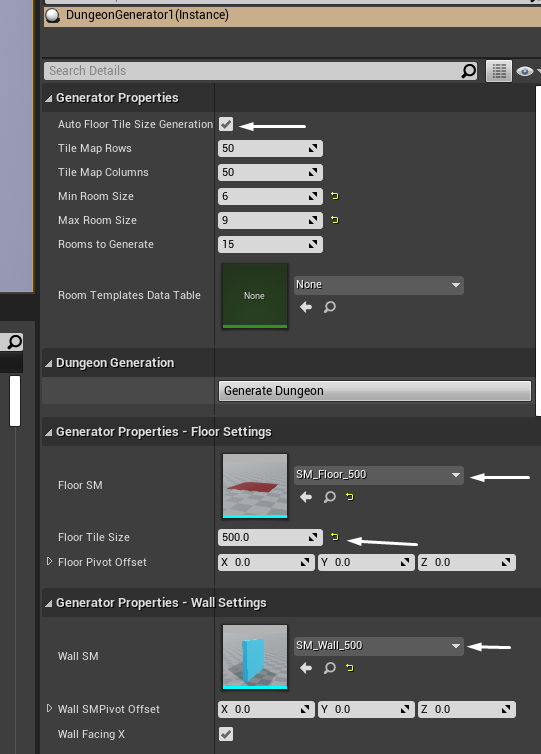 DungeonGenerator1(Instance)
Search Details
Generator Properties
Auto Floor Tile Size Generation
Tile Map Rows 50
Tile Map Columns 50
Min Room Size 6
Max Room Size 9
Rooms to Generate 15
Room Templates Data Table None None
Dungeon Generation
Generate Dungeon
Generator Properties - Floor Settings
Floor SM SM_Floor_500
Floor Tile Size 500.0
Floor Pivot Offset X 0.0 Y 0.0 Z 0.0
Generator Properties - Wall Settings
Wall SM SM_Wall_500
Wall SMPivot Offset X 0.0 Y 0.0 Z 0.0
Wall Facing X